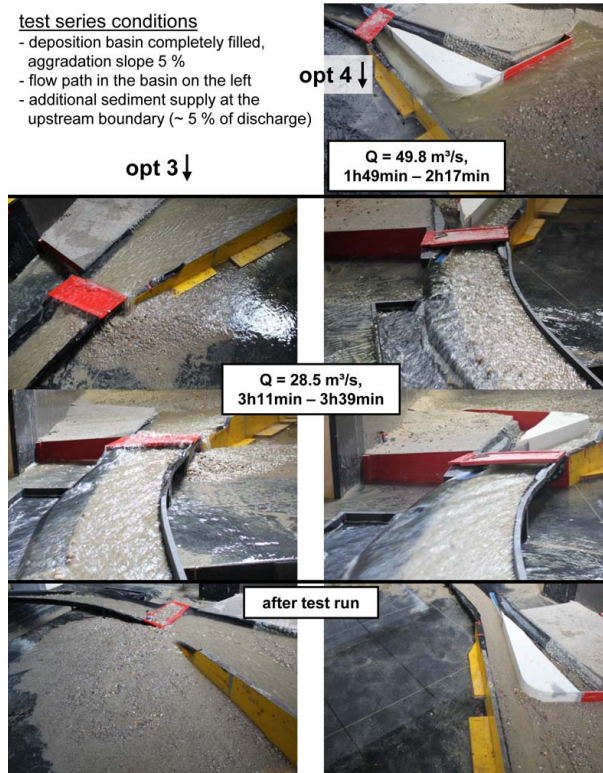 test series conditions
- deposition basin completely filled,
aggradation slope 5 %
- flow path in the basin on the left
- additional sediment supply at the
upstream boundary (~ 5 % of discharge)
opt 4 ↓
opt 3 ↓
Q = 49.8 m³/s,
1h49min – 2h17min
Q = 28.5 m³/s,
3h11min – 3h39min
after test run